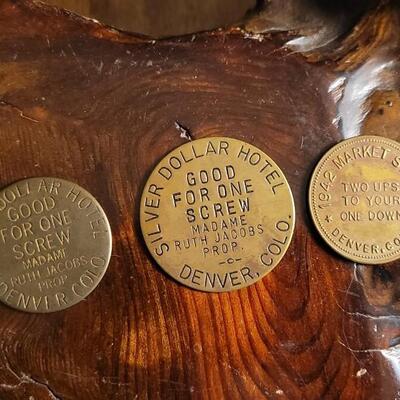 DOLLAR HOTEL
GOOD
FOR ONE
SCREW
MADAME
RUTH JACOBS
PROP.
DENVER COLO.
SILVER DOLLAR HOTEL
GOOD
FOR ONE
SCREW
MADAME
RUTH JACOBS
PROP.
-C-
DENVER, COLO.
1942 MARKET S
TWO UPS
TO YOUR
ONE DOWN
DENVER, CO